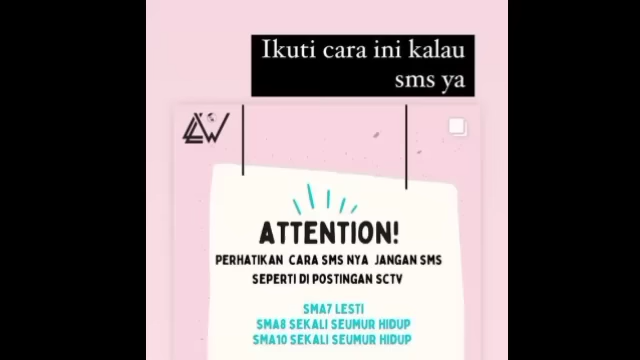 Ikuti cara ini kalau
sms ya
LW
ATTENTION!
PERHATIKAN CARA SMS NYA JANGAN SMS
SEPERTI DI POSTINGAN SCTV
SMA7 LESTI
SMA8 SEKALI SEUMUR HIDUP
SMA10 SEKALI SEUMUR HIDUP